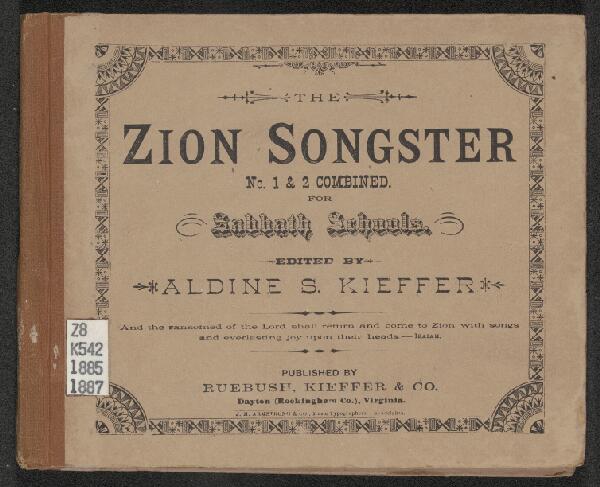 THE
ZION SONGSTER
No. 1 & 2 COMBINED.
FOR
Sabbath Schools.
EDITED BY
ALDINE S. KIEFFER
And the ransomed of the Lord shall return and come to Zion with songs
and everlasting joy upon their heads.—Isaiah.
PUBLISHED BY
RUEBUSH, KIEFFER & CO.
Dayton (Rockingham Co.), Virginia.
Z8
K542
1885
1887